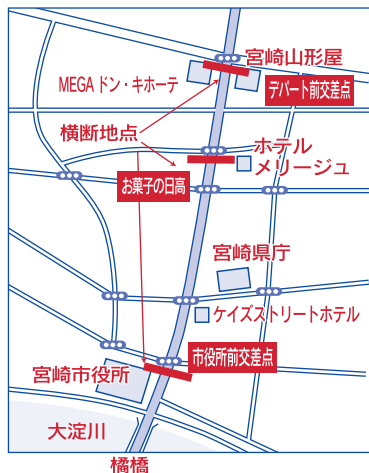 宮崎山形屋
MEGAドン・キホーテ
デパート前交差点
横断地点
ホテル
メリージュ
お菓子の日高
宮崎県庁
ケイズストリートホテル
市役所前交差点
宮崎市役所
大淀川
橘橋